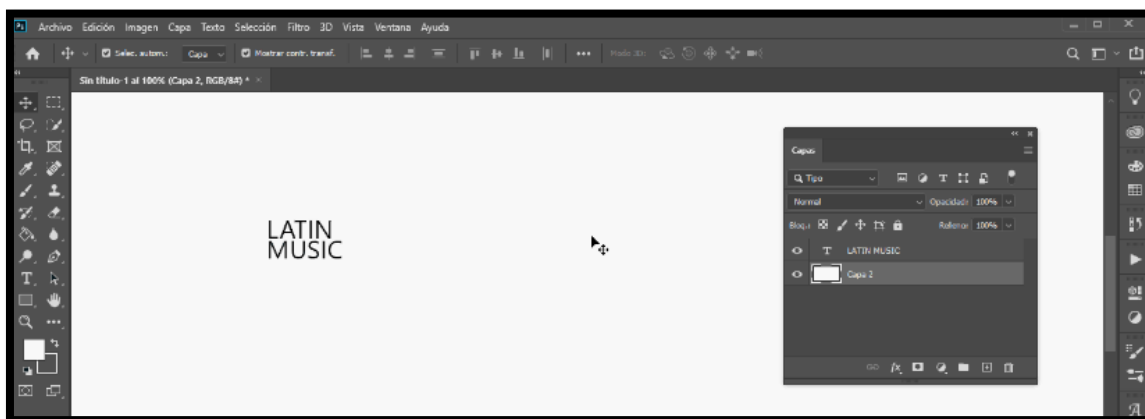 Archivo Edición Imagen Capa Texto Selección Filtro 3D Vista Ventana Ayuda
Selec. autom.: Capa Mostrar contr. transf. Modo 3D:
Sin título-1 al 100% (Capa 2, RGB/8#) *
LATIN
MUSIC
Capas
Tipo
Normal Opacidad: 100%
Bloq.: Relleno: 100%
T LATIN MUSIC
Capa 2